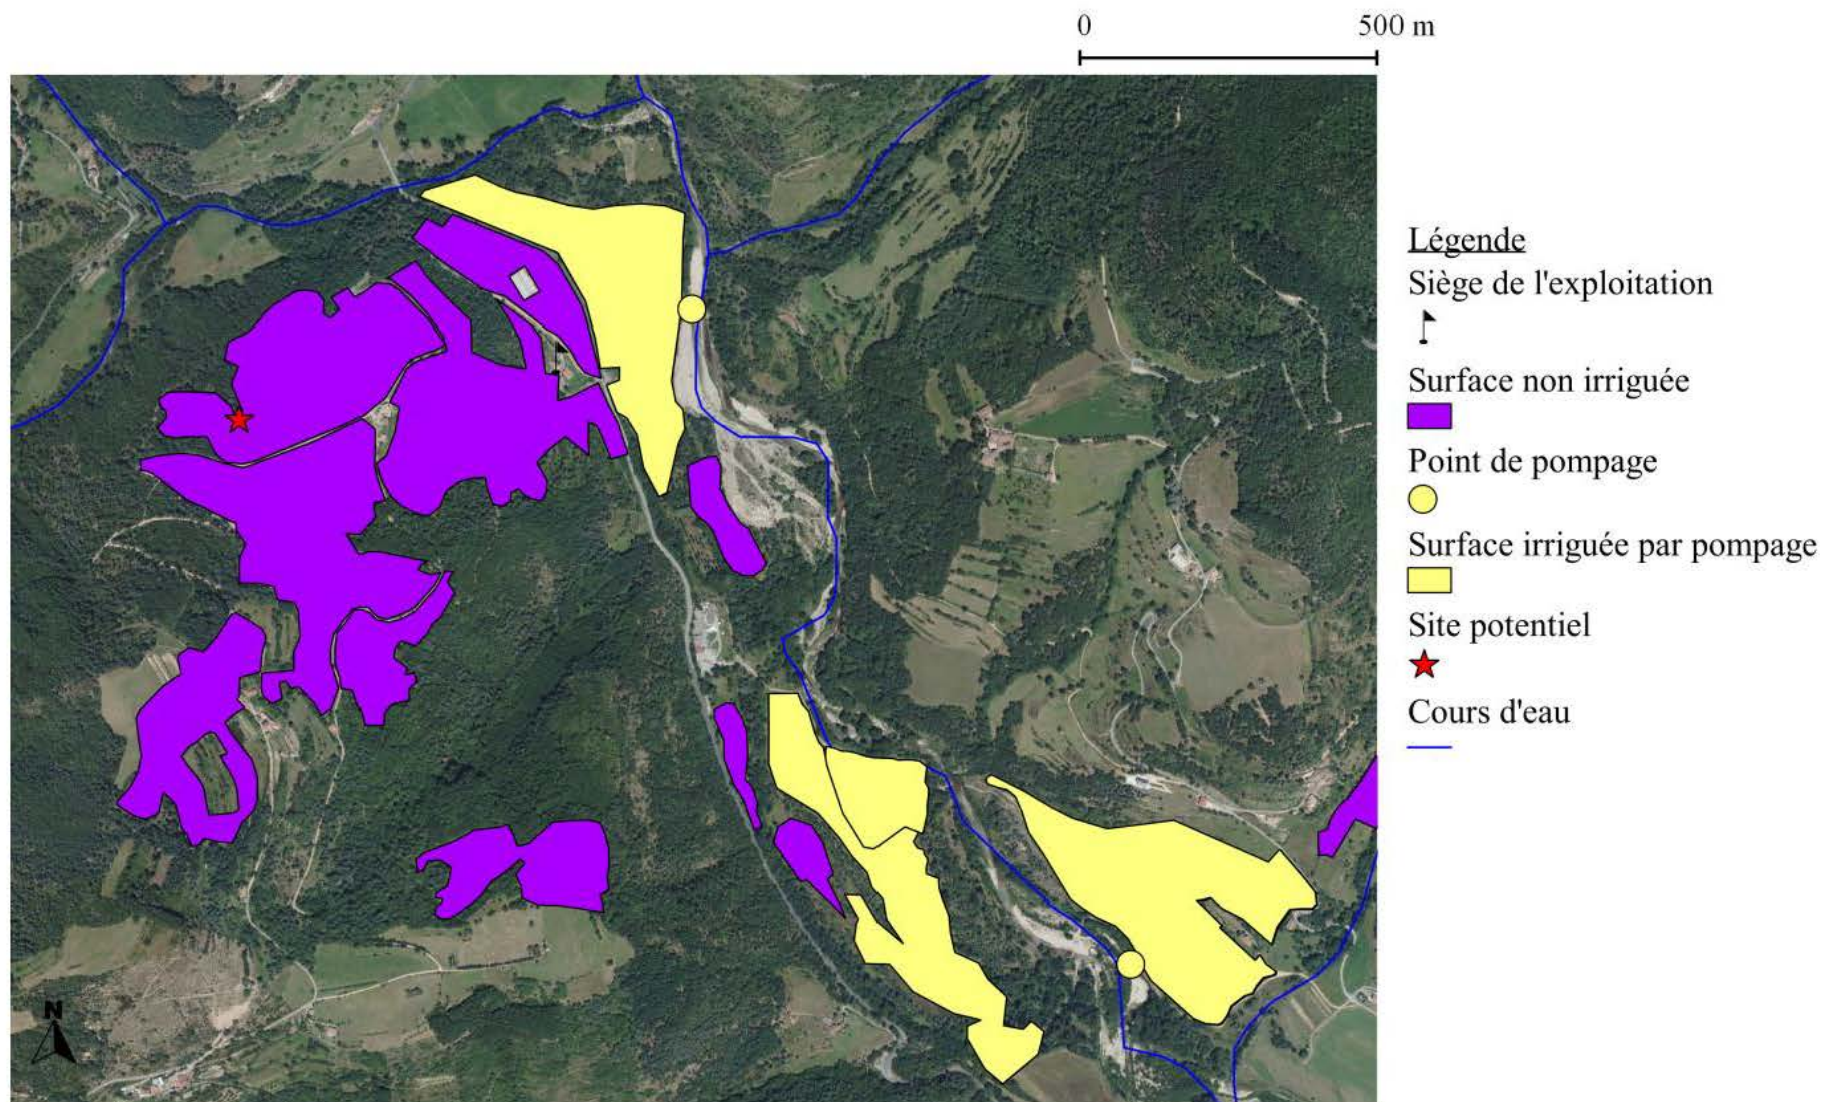 0 500 m
Légende
Siège de l'exploitation
Surface non irriguée
Point de pompage
Surface irriguée par pompage
Site potentiel
Cours d'eau
N